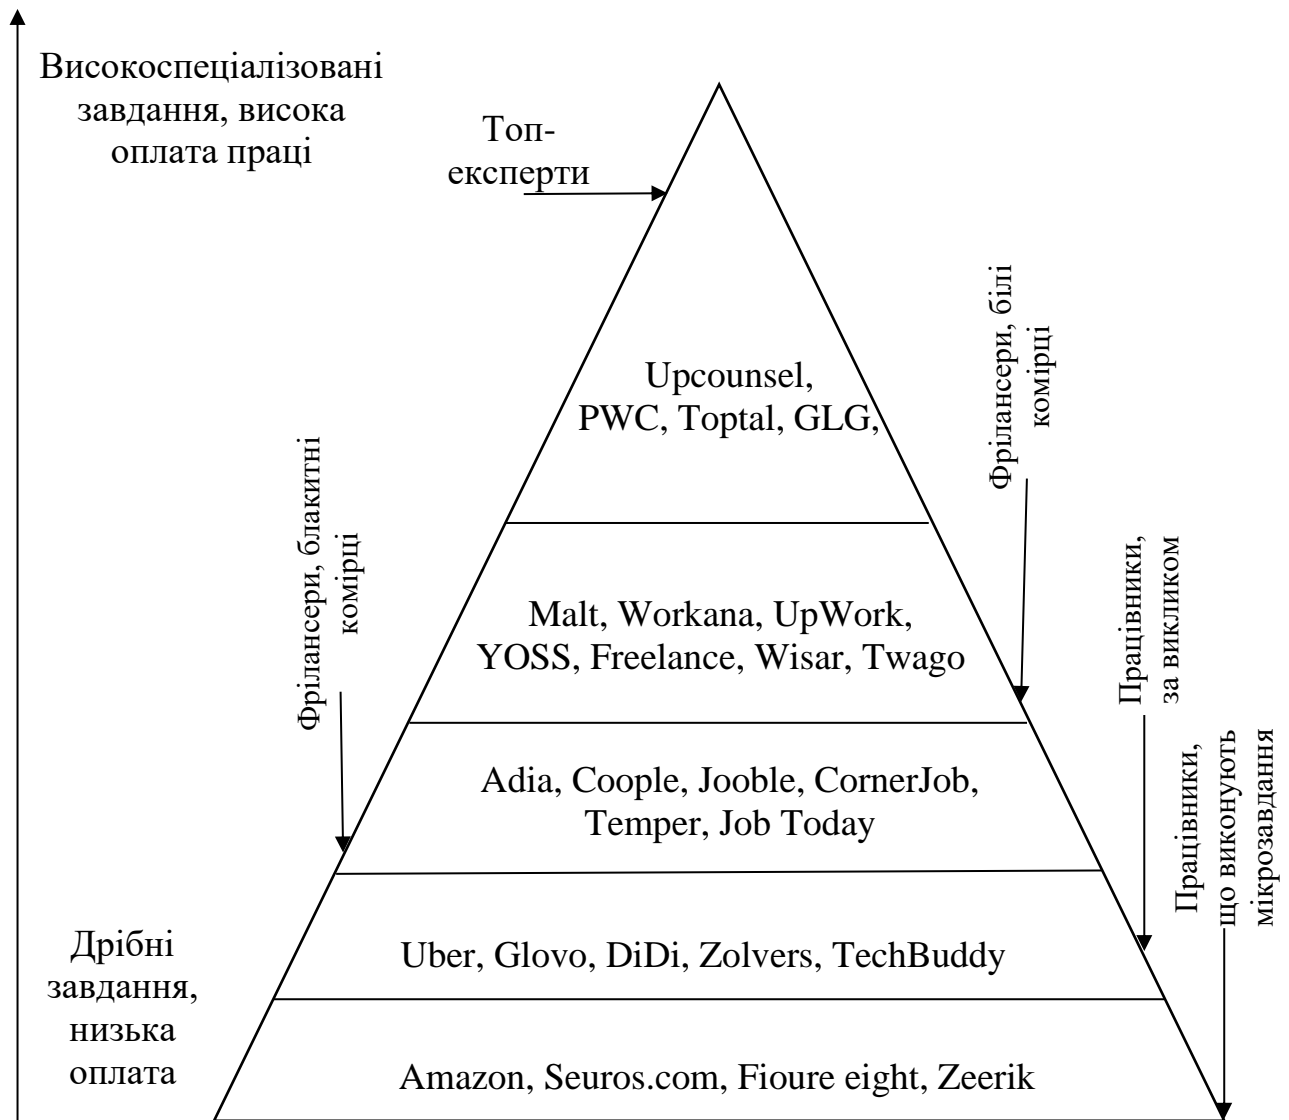 Високоспеціалізовані
завдання, висока
оплата праці
Топ-
експерти
Фрілансери, білі
комірці
Upcounsel,
PWC, Toptal, GLG,
Фрілансери, блакитні
комірці
Malt, Workana, UpWork,
YOSS, Freelance, Wisar, Twago
Працівники,
за викликом
Adia, Coople, Jooble, CornerJob,
Temper, Job Today
Працівники,
що виконують
мікрозавдання
Uber, Glovo, DiDi, Zolvers, TechBuddy
Дрібні
завдання,
низька
оплата
Amazon, Seuros.com, Fioure eight, Zeerik